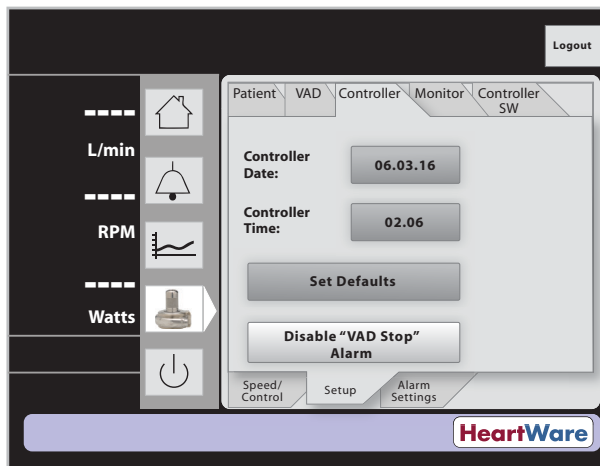 Logout
Patient VAD Controller Monitor Controller
SW
----
L/min
----
RPM
----
Watts
Controller
Date:
06.03.16
Controller
Time:
02.06
Set Defaults
Disable “VAD Stop”
Alarm
Speed/
Control
Setup
Alarm
Settings
HeartWare